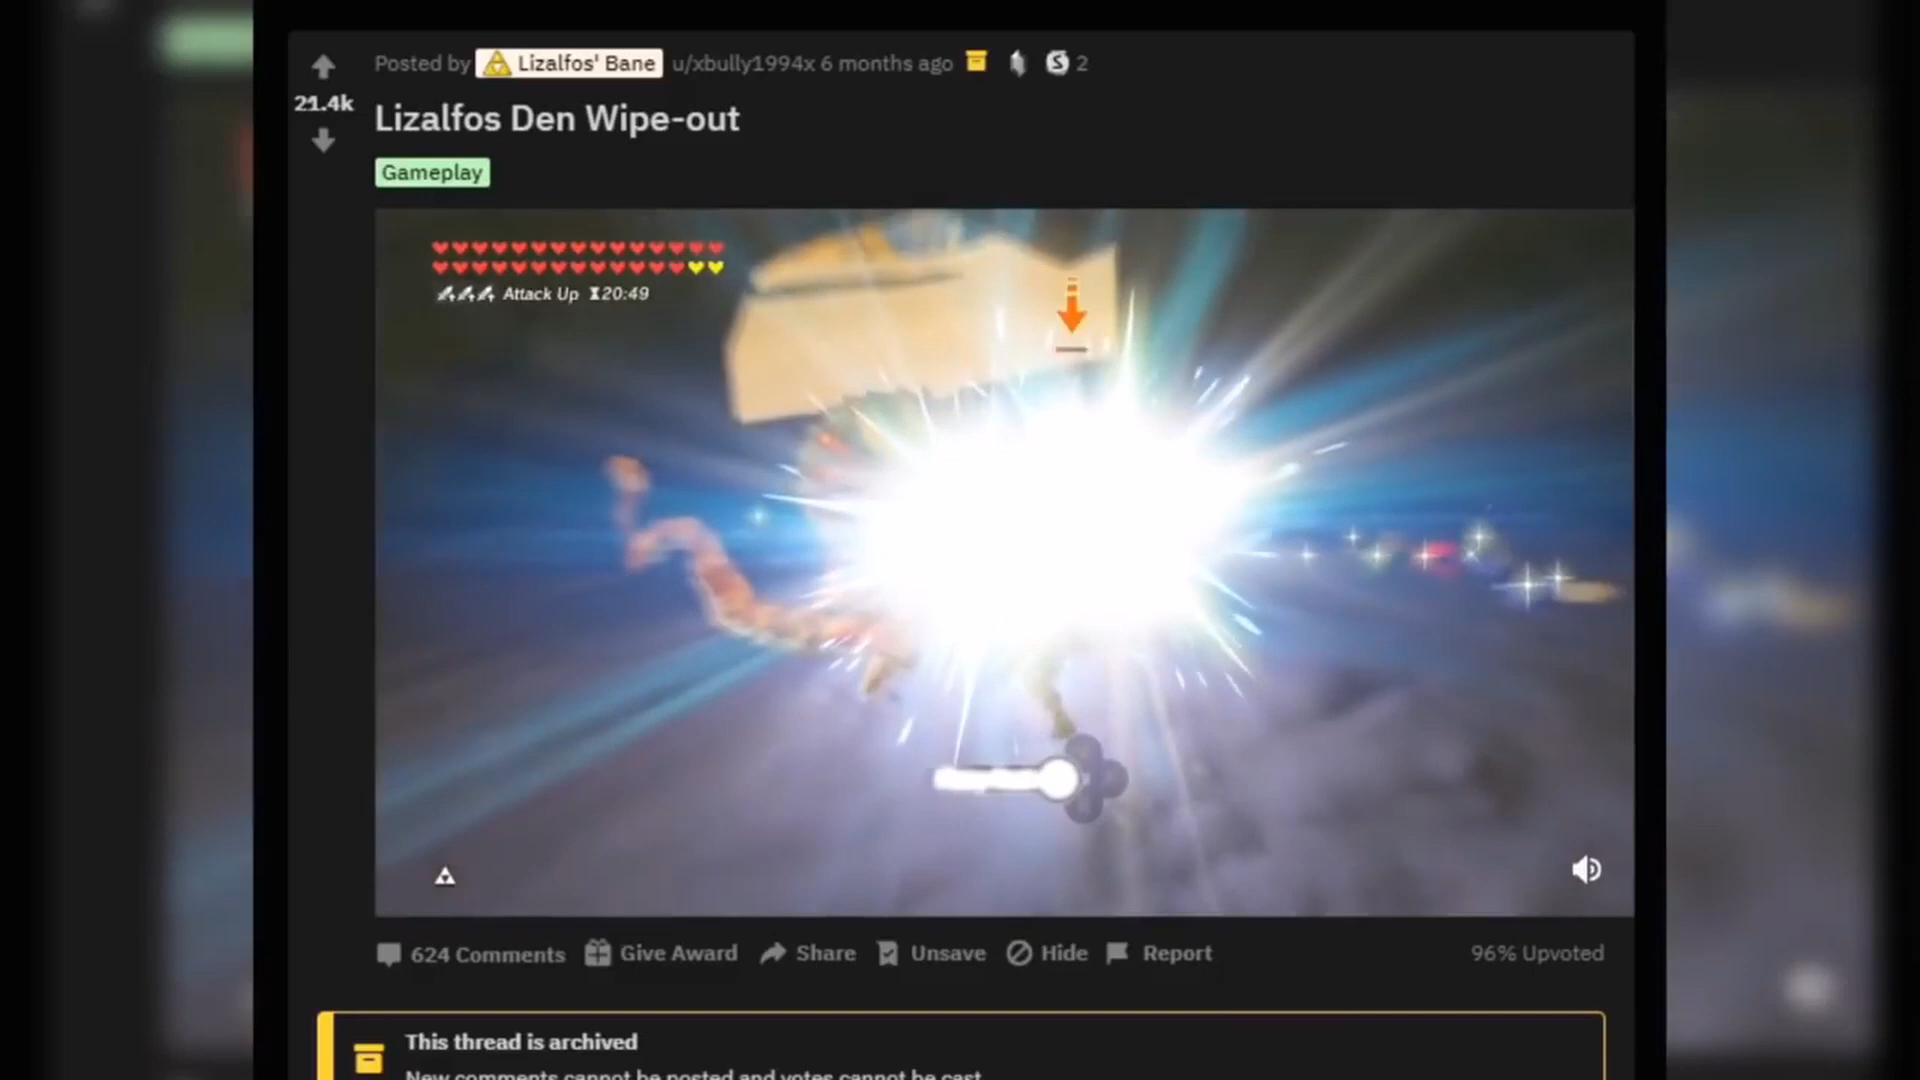 Posted by Lizalfos' Bane u/xbully1994x 6 months ago S 2
21.4k
Lizalfos Den Wipe-out
Gameplay
Attack Up 20:49
624 Comments Give Award Share Unsave Hide Report 96% Upvoted
This thread is archived
New comments cannot be posted and votes cannot be cast